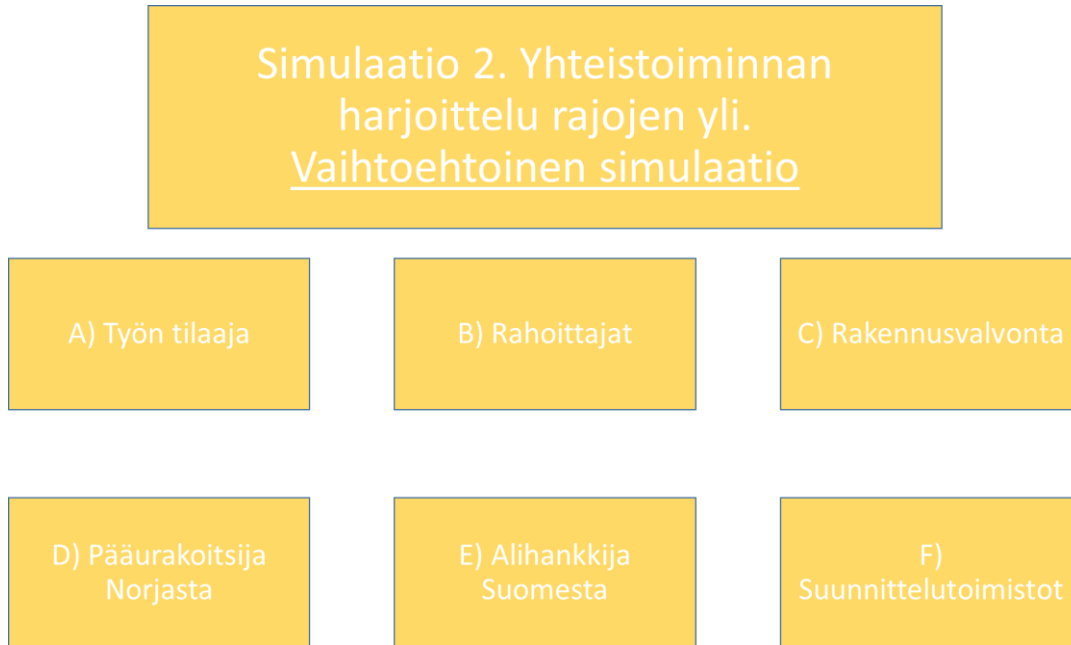 Simulaatio 2. Yhteistoiminnan
harjoittelu rajojen yli.
Vaihtoehtoinen simulaatio
A) Työn tilaaja
B) Rahoittajat
C) Rakennusvalvonta
D) Pääurakoitsija
Norjasta
E) Alihankkija
Suomesta
F)
Suunnittelutoimistot